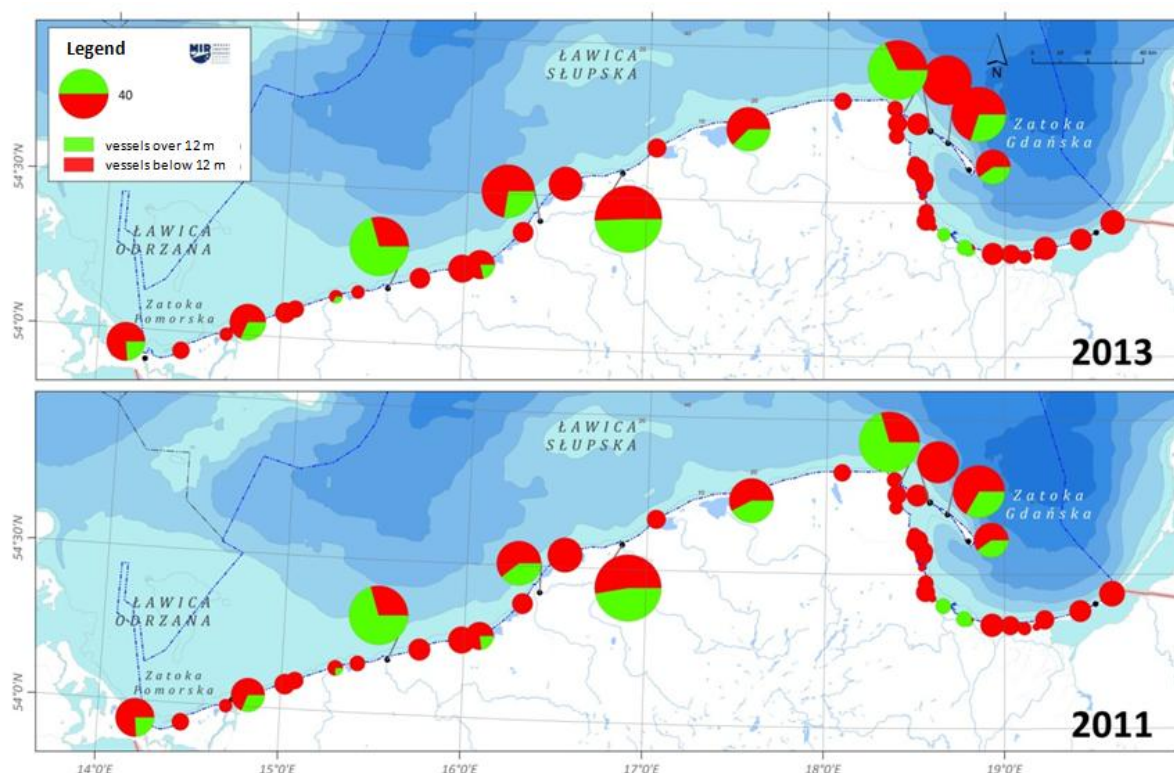 Legend
MIR
40
vessels over 12 m
vessels below 12 m
ŁAWICA
SŁUPSKA
N
Zatoka
Gdańska
ŁAWICA
ODRZANA
Zatoka
Pomorska
54°30'N
54°0'N
2013
ŁAWICA
SŁUPSKA
Zatoka
Gdańska
ŁAWICA
ODRZANA
Zatoka
Pomorska
54°30'N
54°0'N
2011
14°0'E
15°0'E
16°0'E
17°0'E
18°0'E
19°0'E